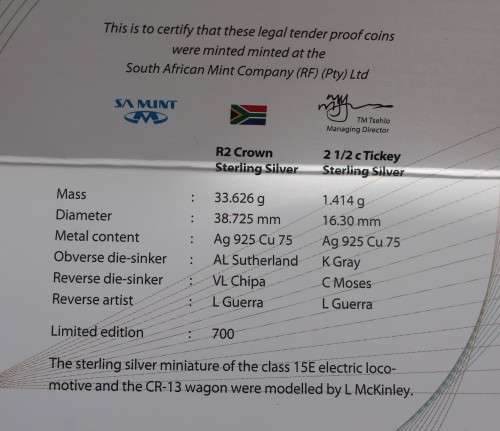 This is to certify that these legal tender proof coins
were minted minted at the
South African Mint Company (RF) (Pty) Ltd
SA MINT
TM Tsehlo
Managing Director
R2 Crown 2 1/2 c Tickey
Sterling Silver Sterling Silver
Mass : 33.626 g 1.414 g
Diameter : 38.725 mm 16.30 mm
Metal content : Ag 925 Cu 75 Ag 925 Cu 75
Obverse die-sinker : AL Sutherland K Gray
Reverse die-sinker : VL Chipa C Moses
Reverse artist : L Guerra L Guerra
Limited edition : 700
The sterling silver miniature of the class 15E electric loco-
motive and the CR-13 wagon were modelled by L McKinley.